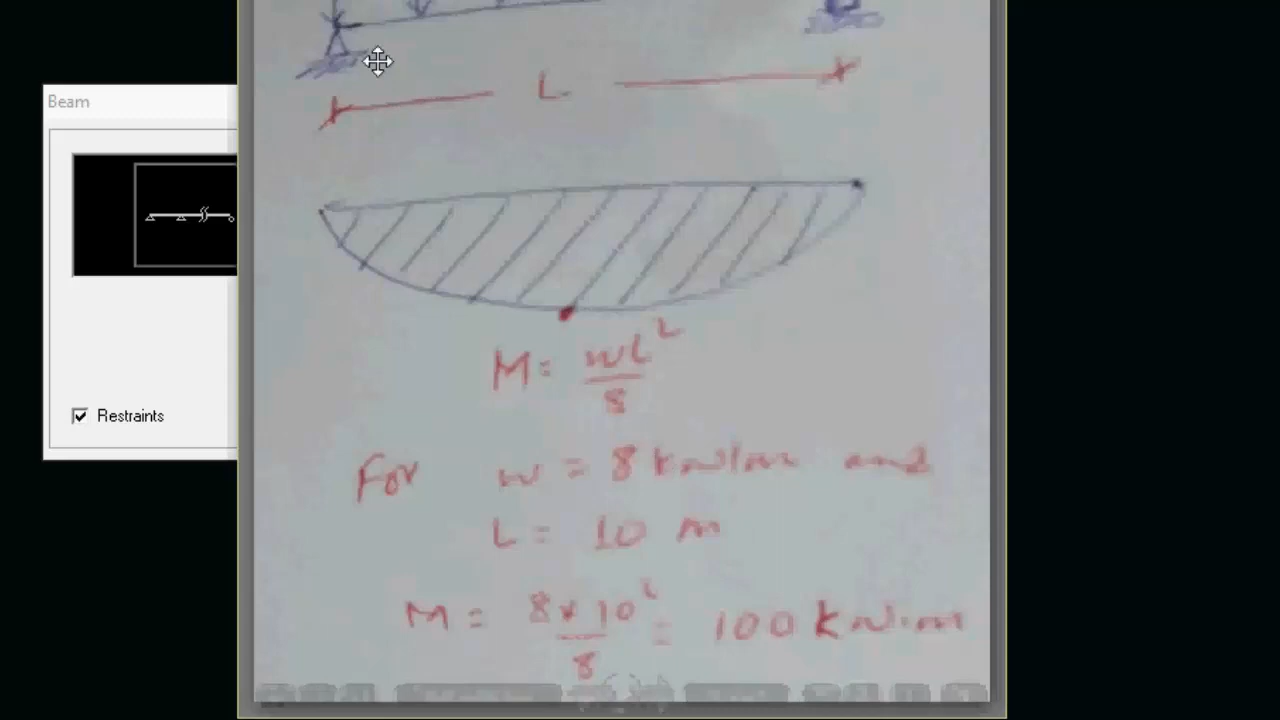 Beam
L
M = wL²/8
For w = 8 kN/m and
L = 10 m
M = 8 * 10²/8 = 100 kN.m
Restraints